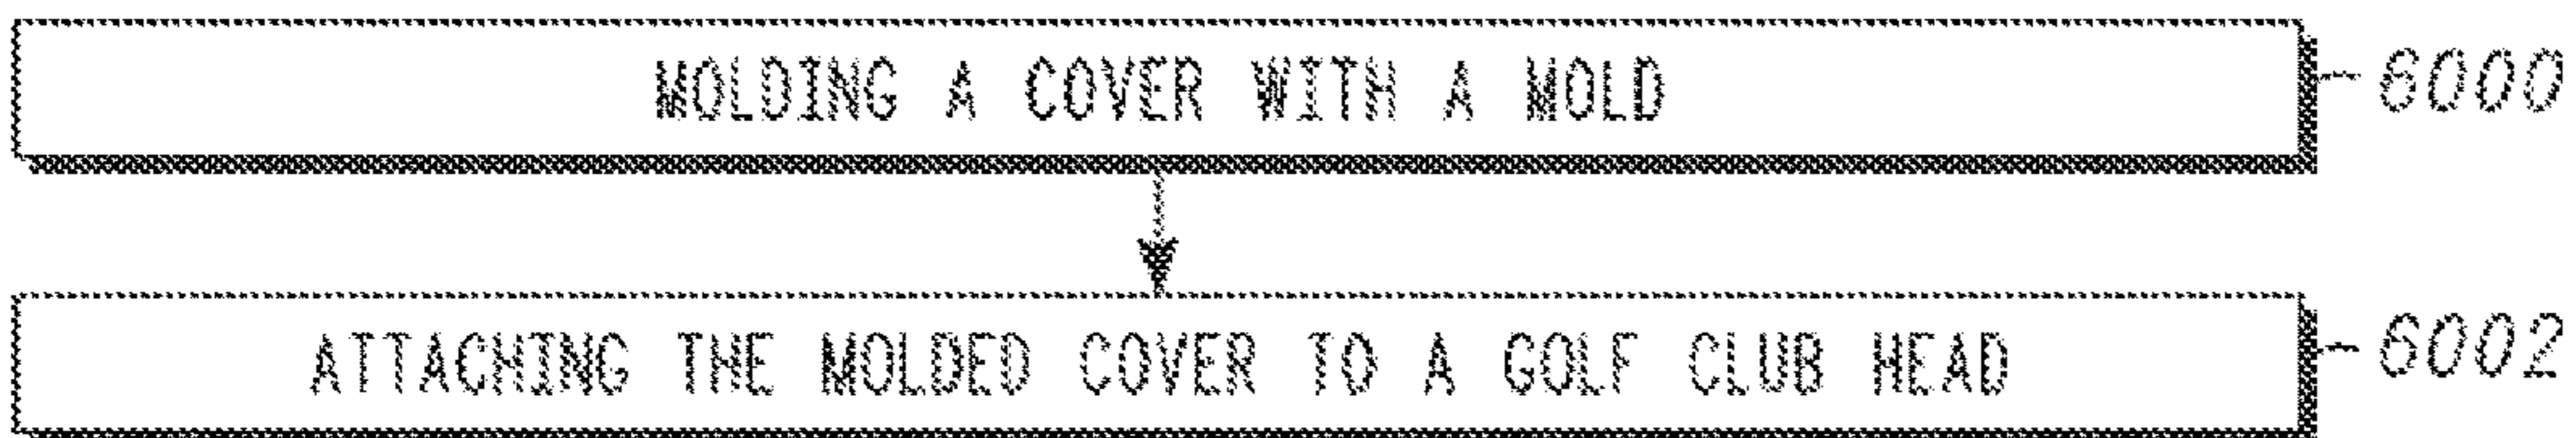 MOLDING A COVER WITH A MOLD
6000
ATTACHING THE MOLDED COVER TO A GOLF CLUB HEAD
6002